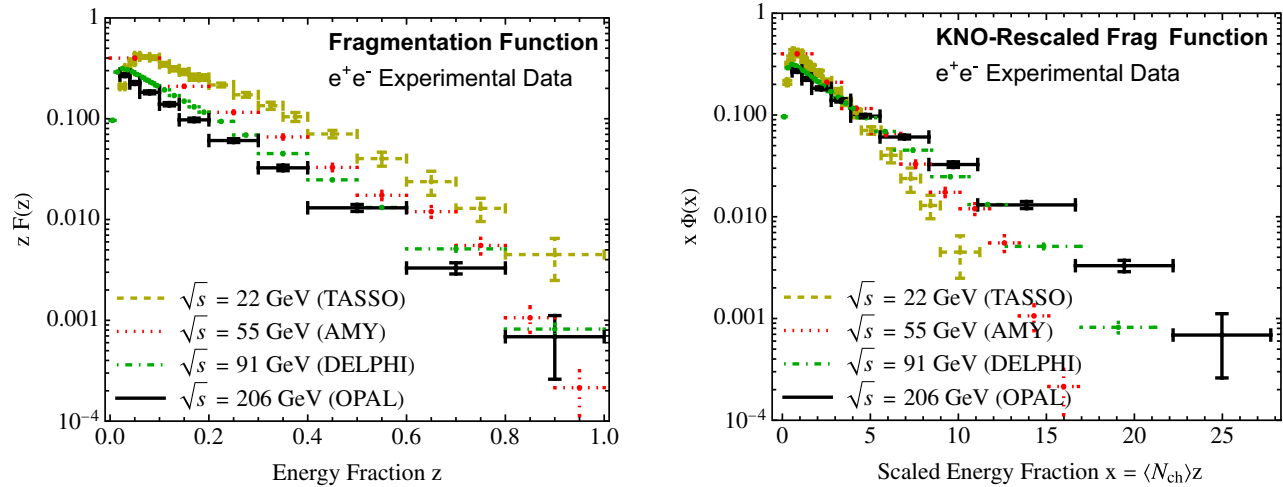 1
0.100
0.010
0.001
10⁻⁴
z F(z)
Fragmentation Function
e⁺e⁻ Experimental Data
√s = 22 GeV (TASSO)
√s = 55 GeV (AMY)
√s = 91 GeV (DELPHI)
√s = 206 GeV (OPAL)
0.0 0.2 0.4 0.6 0.8 1.0
Energy Fraction z
1
0.100
0.010
0.001
10⁻⁴
x Φ(x)
KNO-Rescaled Frag Function
e⁺e⁻ Experimental Data
√s = 22 GeV (TASSO)
√s = 55 GeV (AMY)
√s = 91 GeV (DELPHI)
√s = 206 GeV (OPAL)
0 5 10 15 20 25
Scaled Energy Fraction x = ⟨N_ch⟩z